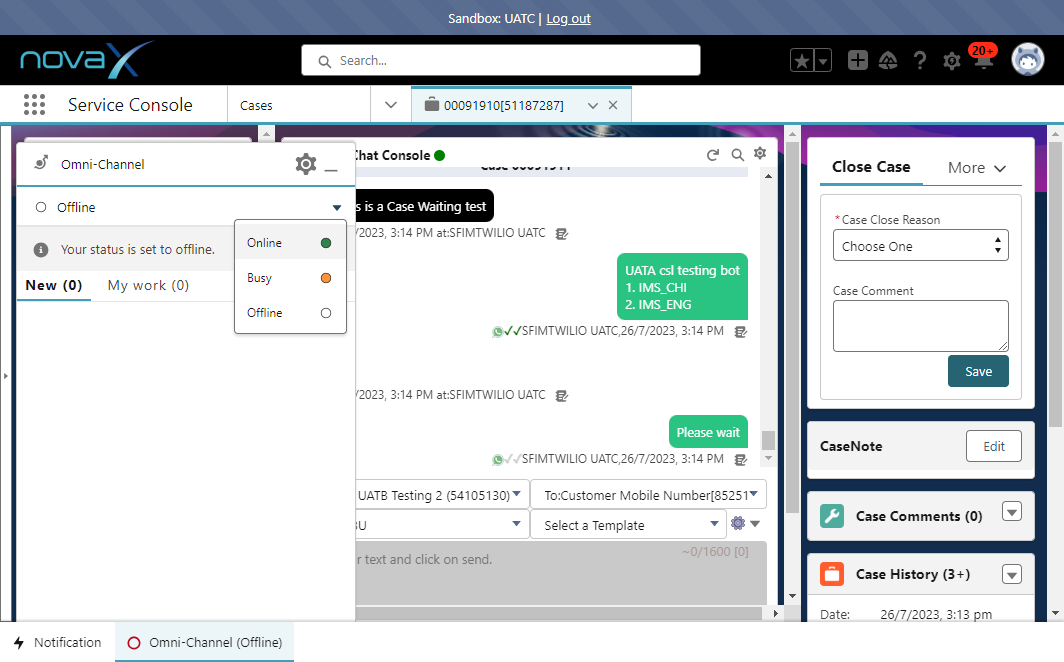 Sandbox: UATC | Log out
novaX
Search...
20+
Service Console
Cases
00091910[51187287]
Omni-Channel
Offline
Online
Busy
Offline
Your status is set to offline.
New (0)
My work (0)
Chat Console
s is a Case Waiting test
/2023, 3:14 PM at:SFIMTWILIO UATC
UATA csl testing bot
1. IMS_CHI
2. IMS_ENG
SFIMTWILIO UATC,26/7/2023, 3:14 PM
/2023, 3:14 PM at:SFIMTWILIO UATC
Please wait
SFIMTWILIO UATC,26/7/2023, 3:14 PM
UATB Testing 2 (54105130)
To:Customer Mobile Number[85251
Select a Template
r text and click on send.
~0/1600 [0]
Close Case
More
*Case Close Reason
Choose One
Case Comment
Save
CaseNote
Edit
Case Comments (0)
Case History (3+)
Date:
26/7/2023, 3:13 pm
Notification
Omni-Channel (Offline)